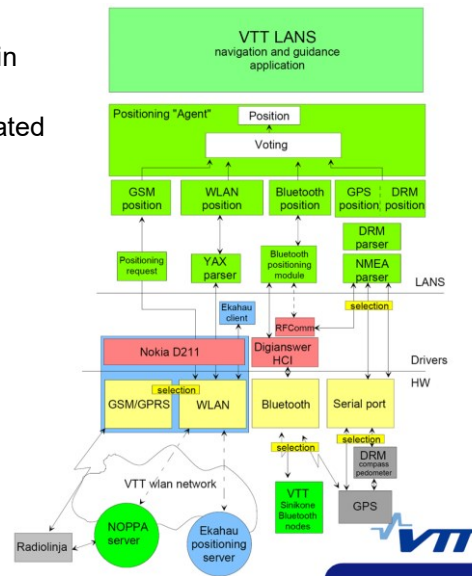 in
ated
VTT LANS
navigation and guidance
application
Positioning "Agent"
Position
Voting
GSM
position
WLAN
position
Bluetooth
position
GPS
position
DRM
position
DRM
parser
Positioning
request
YAX
parser
Bluetooth
positioning
module
NMEA
parser
LANS
Ekahau
client
selection
RFComm
Nokia D211
Digianswer
HCI
Drivers
HW
selection
GSM/GPRS
WLAN
Bluetooth
Serial port
selection
selection
VTT wlan network
DRM
compass
pedometer
VTT
Sinikone
Bluetooth
nodes
GPS
NOPPA
server
Ekahau
positioning
server
Radiolinja
VTT